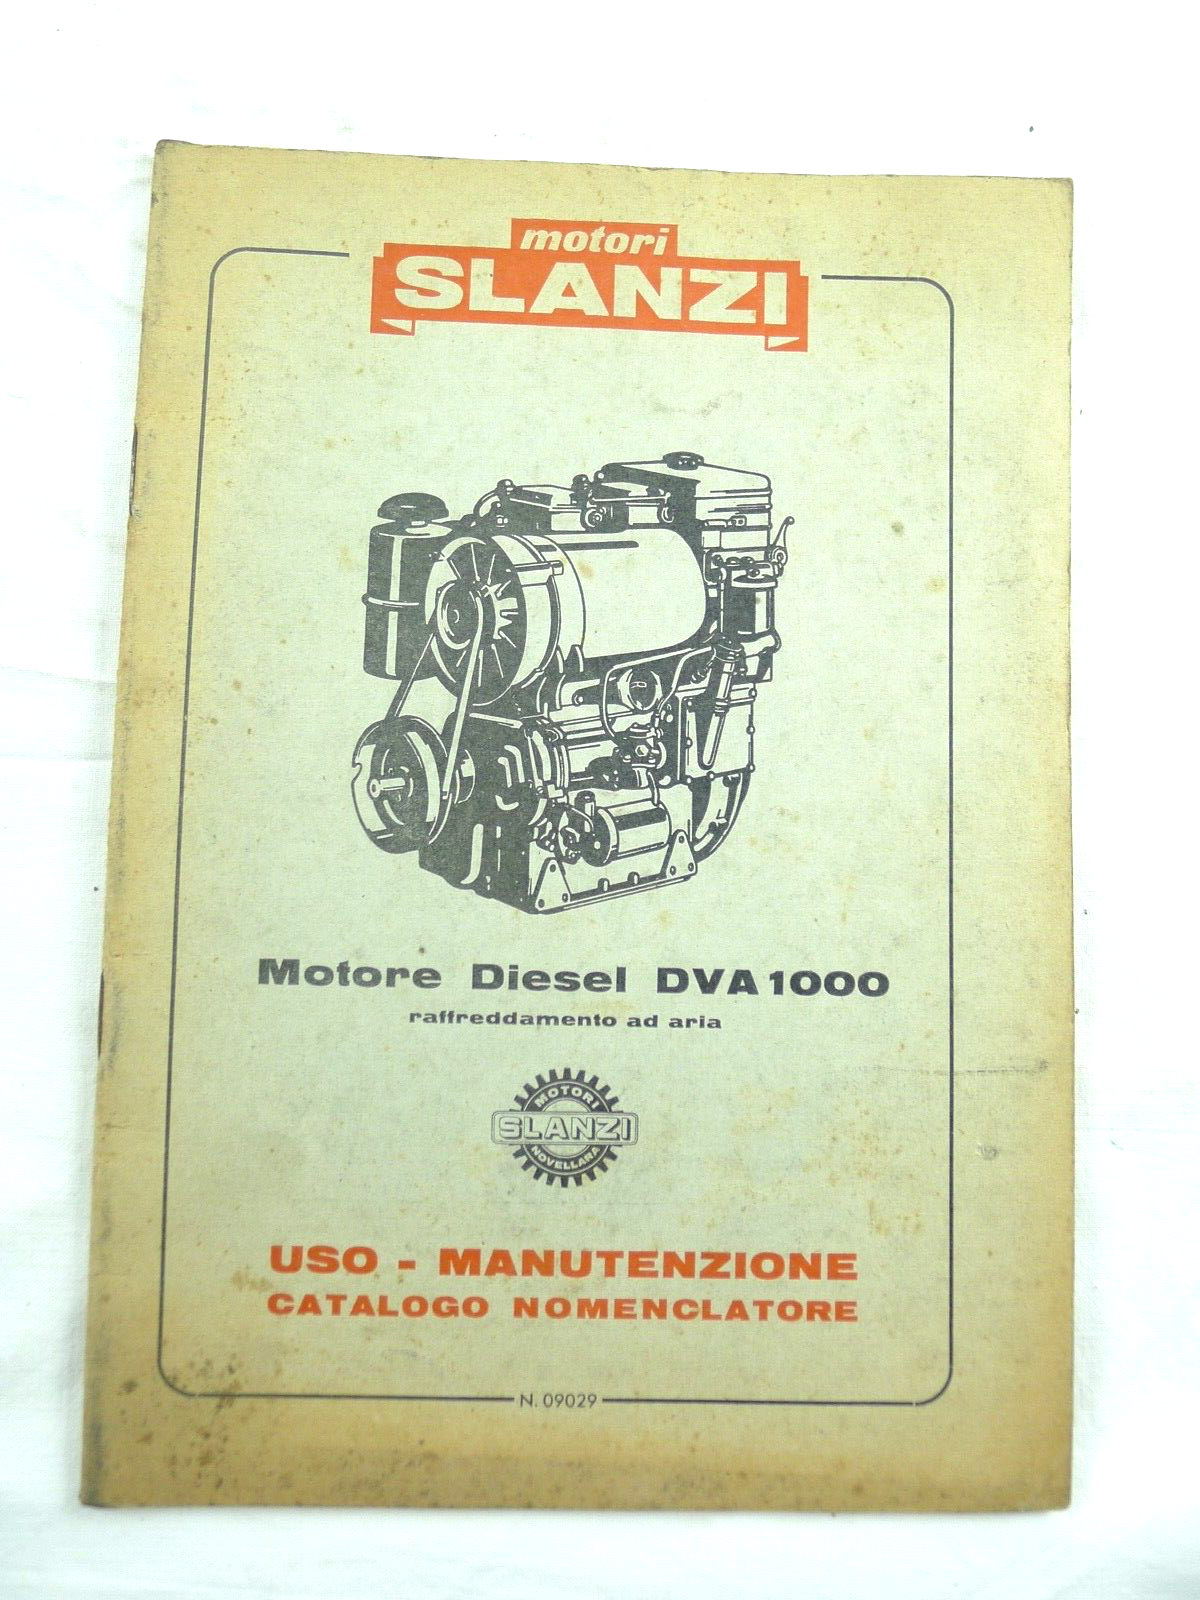 motori
SLANZI
Motore Diesel DVA 1000
raffreddamento ad aria
MOTORI
SLANZI
NOVELLARA
USO - MANUTENZIONE
CATALOGO NOMENCLATORE
N. 09029